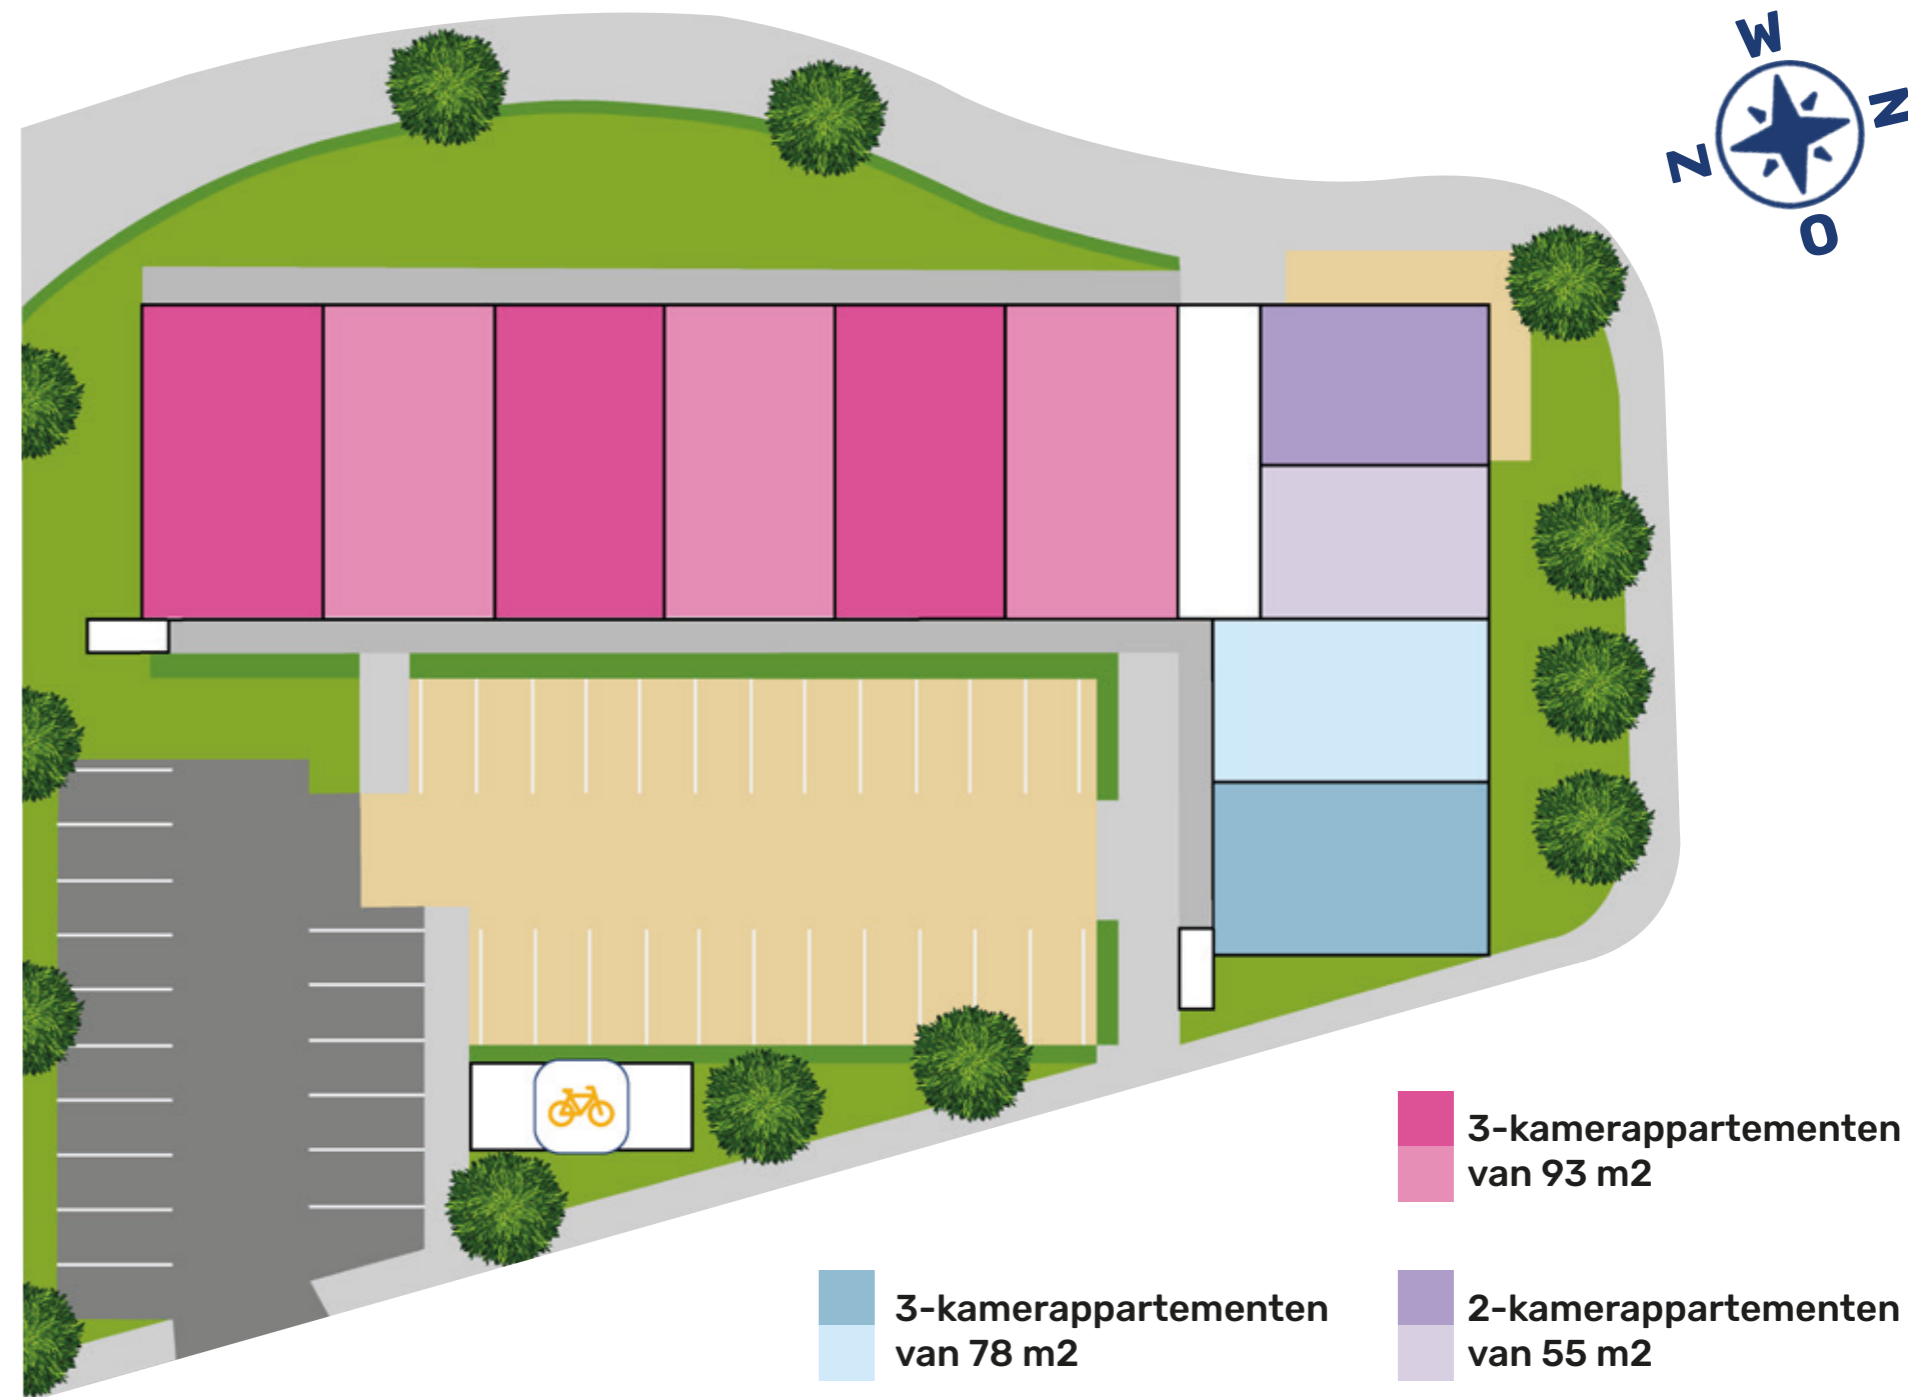 W
N
Z
O
3-kamerappartementen
van 93 m2
3-kamerappartementen
van 78 m2
2-kamerappartementen
van 55 m2